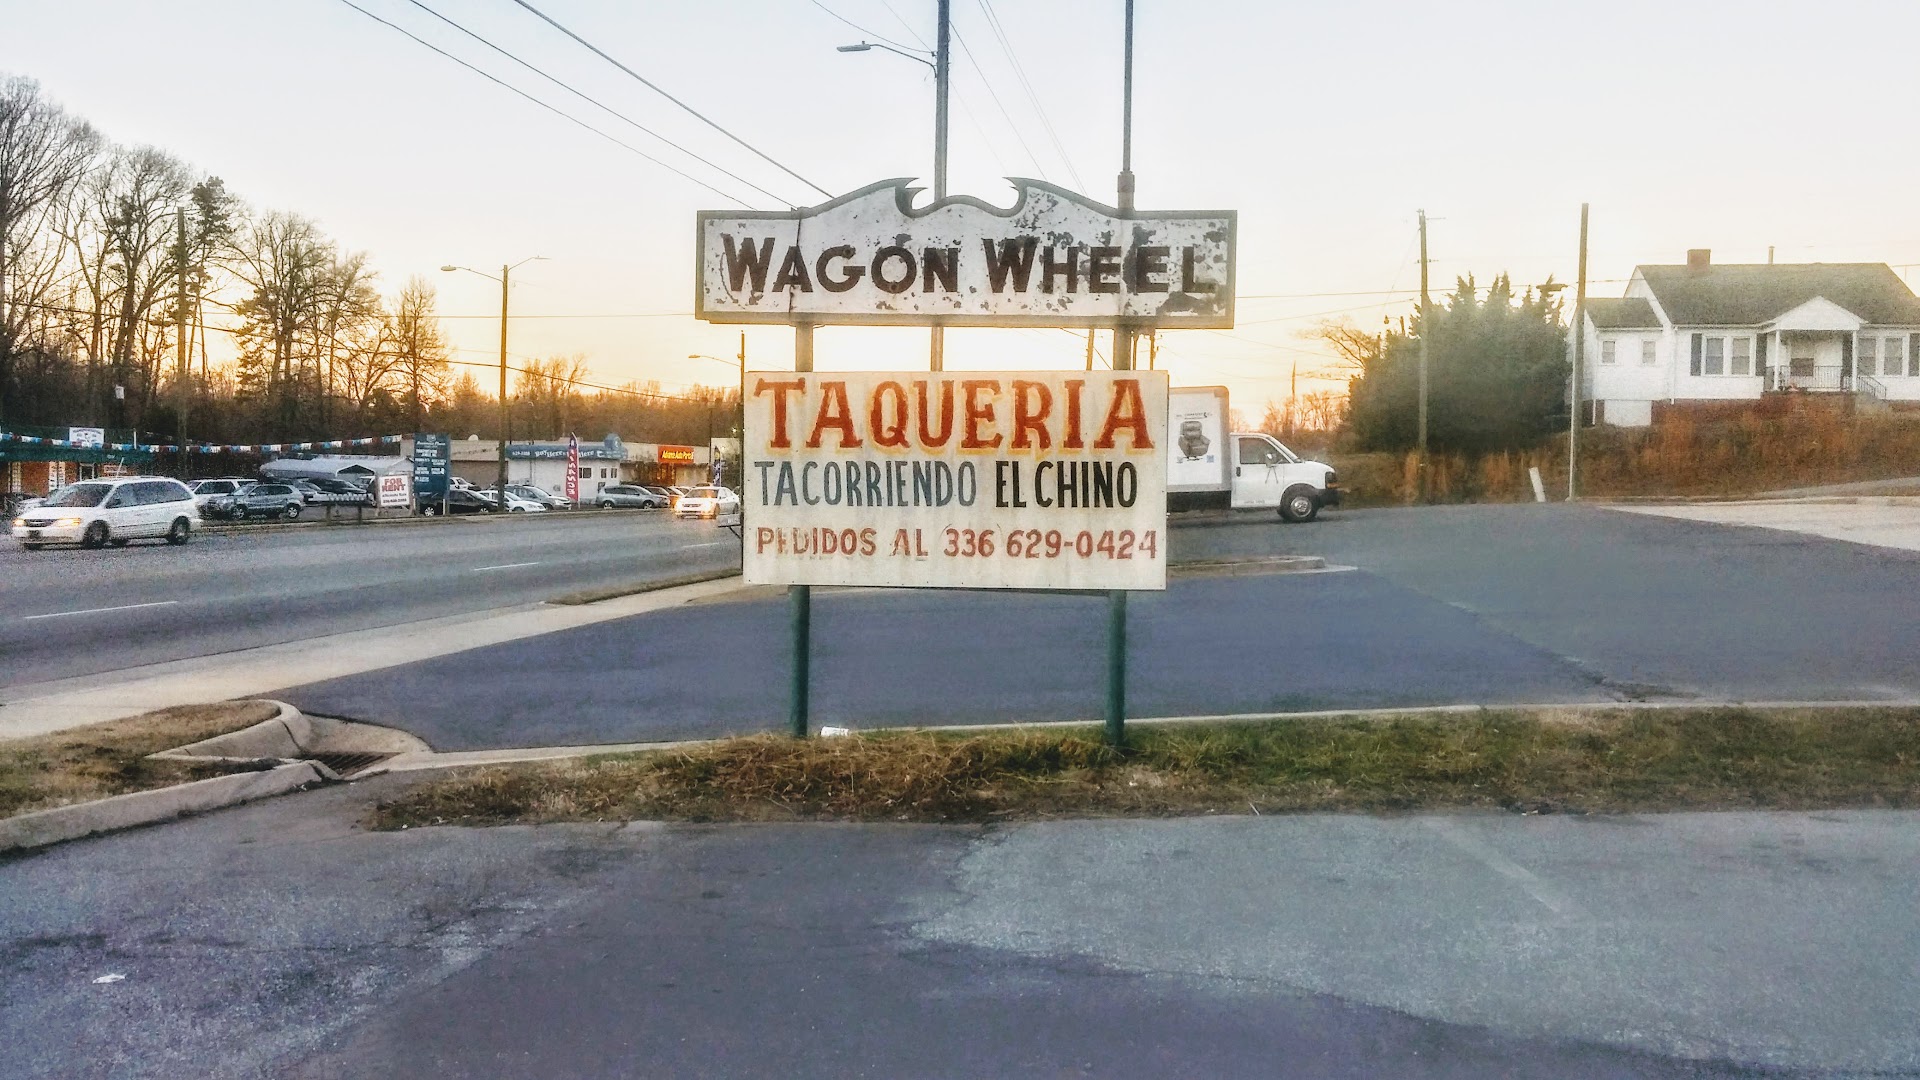 WAGON WHEEL
TAQUERIA
TACORRIENDO EL CHINO
PEDIDOS AL 336 629-0424
FOR
RENT